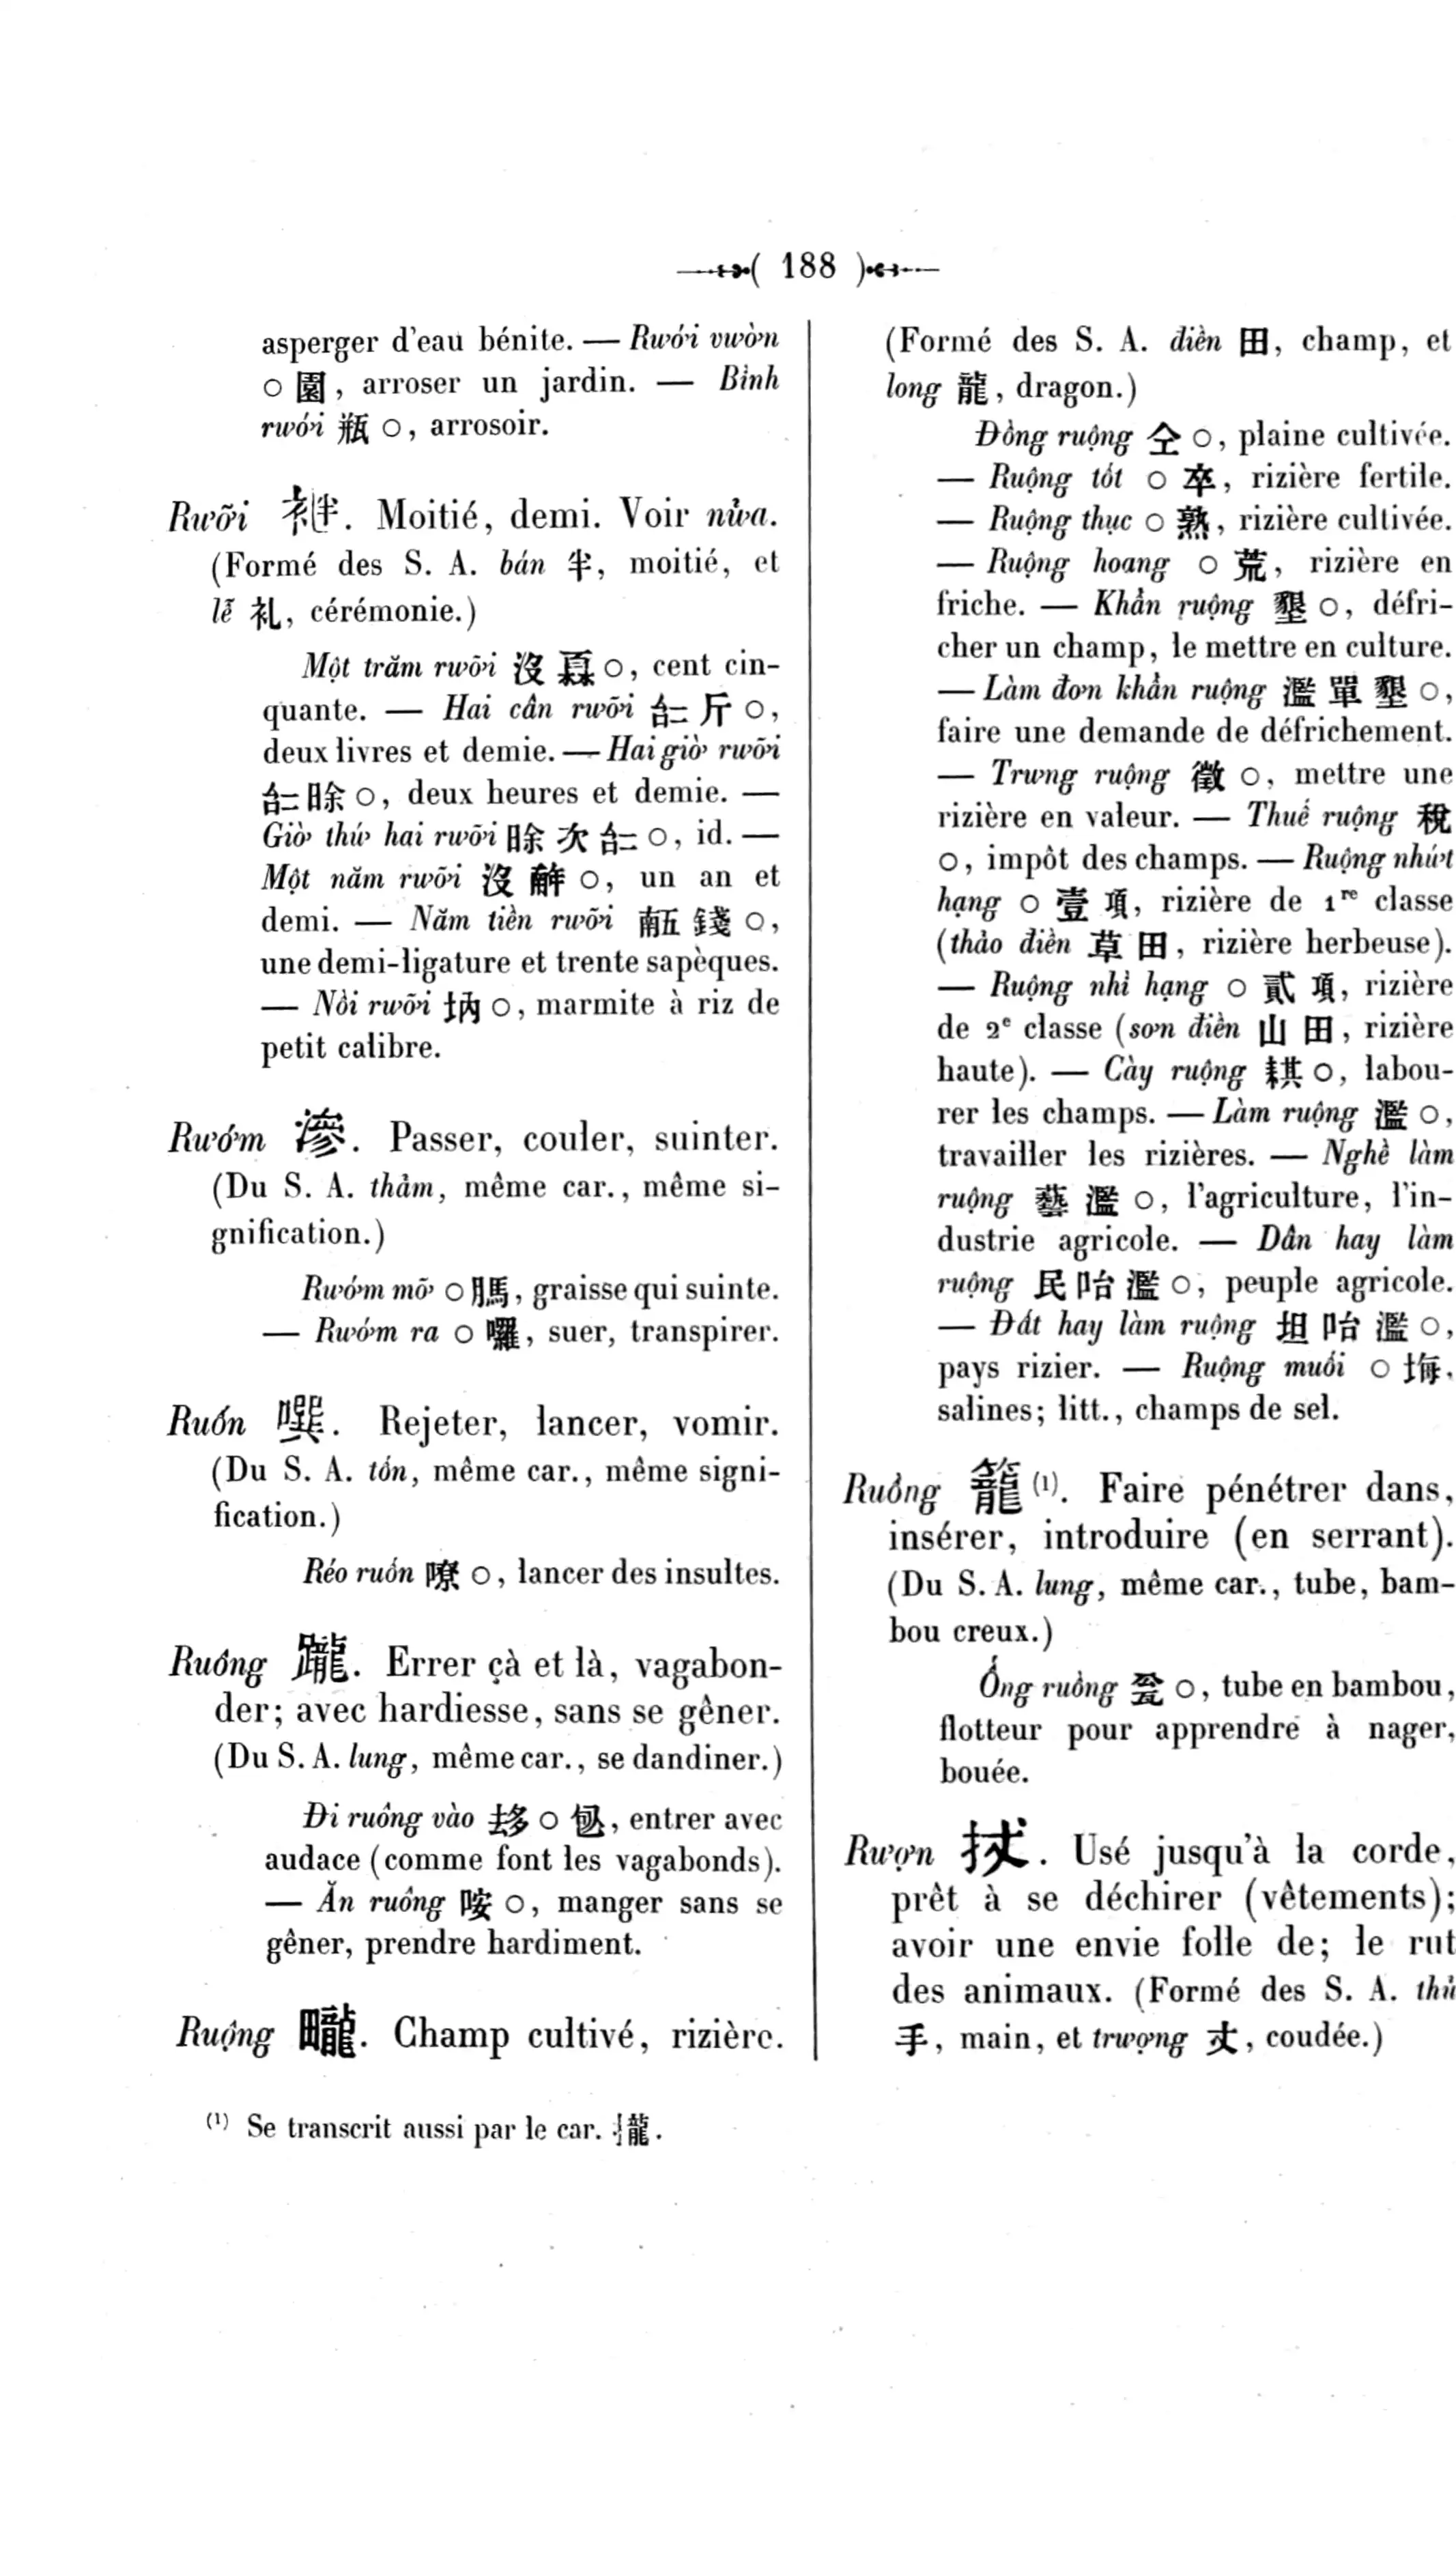 ( 188 )
asperger d'eau bénite. — Rưới vườn
○ 園, arroser un jardin. — Bình
rưới 瓶 ○, arrosoir.
Rưỡi. Moitié, demi. Voir nửa.
(Formé des S. A. bán 半, moitié, et
lễ 礼, cérémonie.)
Một trăm rưỡi 沒 ○, cent cin-
quante. — Hai cân rưỡi 斤 ○,
deux livres et demie. — Hai giờ rưỡi
○, deux heures et demie. —
Giờ thứ hai rưỡi 次 ○, id. —
Một năm rưỡi 沒 ○, un an et
demi. — Năm tiền rưỡi 錢 ○,
une demi-ligature et trente sapèques.
— Nồi rưỡi ○, marmite à riz de
petit calibre.
Rướm 滲. Passer, couler, suinter.
(Du S. A. thảm, même car., même si-
gnification.)
Rướm mỡ ○, graisse qui suinte.
— Rướm ra ○ 囉, suer, transpirer.
Ruốn 噀. Rejeter, lancer, vomir.
(Du S. A. tốn, même car., même signi-
fication.)
Réo ruốn 嘹 ○, lancer des insultes.
Ruông 躘. Errer çà et là, vagabon-
der; avec hardiesse, sans se gêner.
(Du S. A. lung, même car., se dandiner.)
Đi ruông vào ○, entrer avec
audace (comme font les vagabonds).
— Ăn ruông 咹 ○, manger sans se
gêner, prendre hardiment.
Ruộng 𤲌. Champ cultivé, rizière.
(1) Se transcrit aussi par le car.
(Formé des S. A. điền 田, champ, et
long 龍, dragon.)
Đồng ruộng 仝 ○, plaine cultivée.
— Ruộng tốt ○ 卒, rizière fertile.
— Ruộng thục ○ 熟, rizière cultivée.
— Ruộng hoang ○ 荒, rizière en
friche. — Khẩn ruộng 墾 ○, défri-
cher un champ, le mettre en culture.
— Làm đơn khẩn ruộng 濫 單 墾 ○,
faire une demande de défrichement.
— Trưng ruộng 徵 ○, mettre une
rizière en valeur. — Thuế ruộng 稅
○, impôt des champs. — Ruộng nhứt
hạng ○ 壹 項, rizière de 1re classe
(thảo điền 草 田, rizière herbeuse).
— Ruộng nhì hạng ○ 貳 項, rizière
de 2e classe (sơn điền 山 田, rizière
haute). — Cày ruộng ○, labou-
rer les champs. — Làm ruộng 濫 ○,
travailler les rizières. — Nghề làm
ruộng 藝 濫 ○, l'agriculture, l'in-
dustrie agricole. — Dân hay làm
ruộng 民 咍 濫 ○, peuple agricole.
— Đất hay làm ruộng 坦 咍 濫 ○,
pays rizier. — Ruộng muối ○,
salines; litt., champs de sel.
Ruồng 籠 (1). Faire pénétrer dans,
insérer, introduire (en serrant).
(Du S. A. lung, même car., tube, bam-
bou creux.)
Ống ruồng ○, tube en bambou,
flotteur pour apprendre à nager,
bouée.
Rượn 扙. Usé jusqu'à la corde,
prêt à se déchirer (vêtements);
avoir une envie folle de; le rut
des animaux. (Formé des S. A. thủ
手, main, et trượng 丈, coudée.)